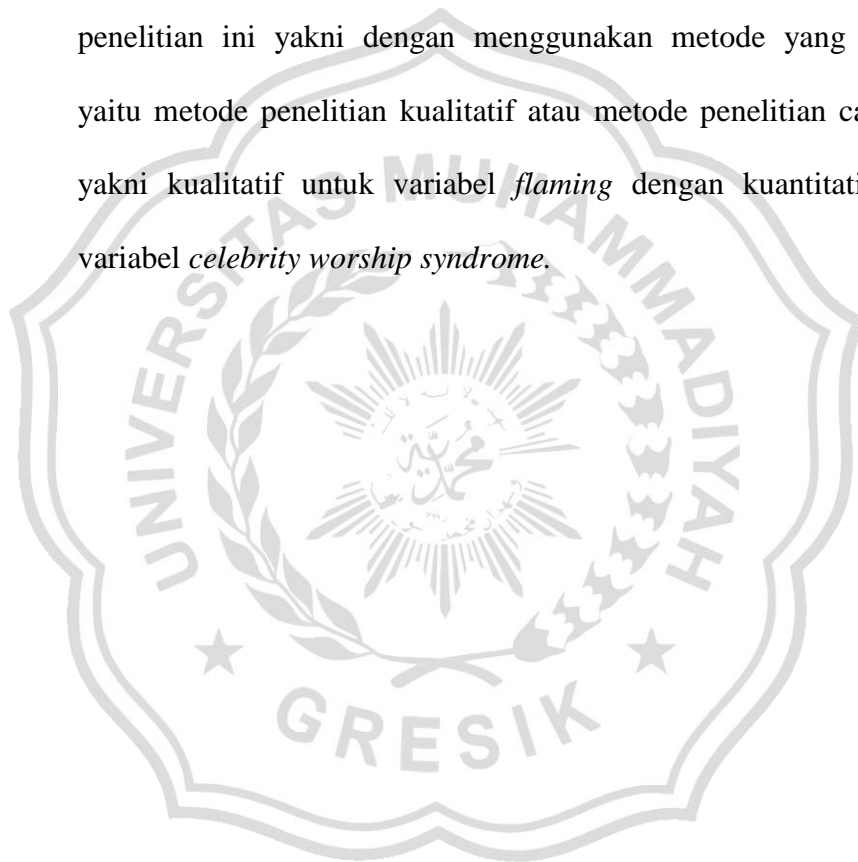 penelitian ini yakni dengan menggunakan metode yang
yaitu metode penelitian kualitatif atau metode penelitian ca
yakni kualitatif untuk variabel flaming dengan kuantitati
variabel celebrity worship syndrome.
UNIVERSITAS MUHAMMADIYAH
GRESIK